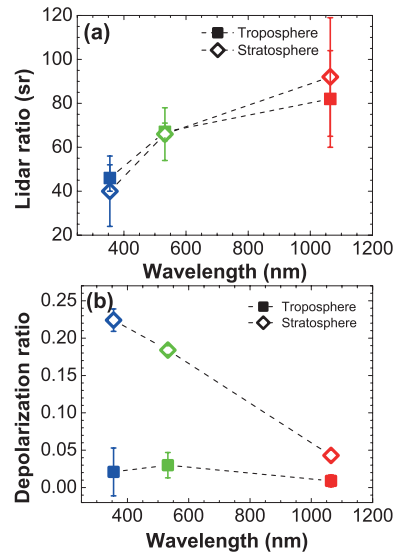 (a)
Troposphere
Stratosphere
120
100
80
60
40
20
Lidar ratio (sr)
400 600 800 1000 1200
Wavelength (nm)
(b)
Troposphere
Stratosphere
0.25
0.20
0.15
0.10
0.05
0.00
Depolarization ratio
400 600 800 1000 1200
Wavelength (nm)